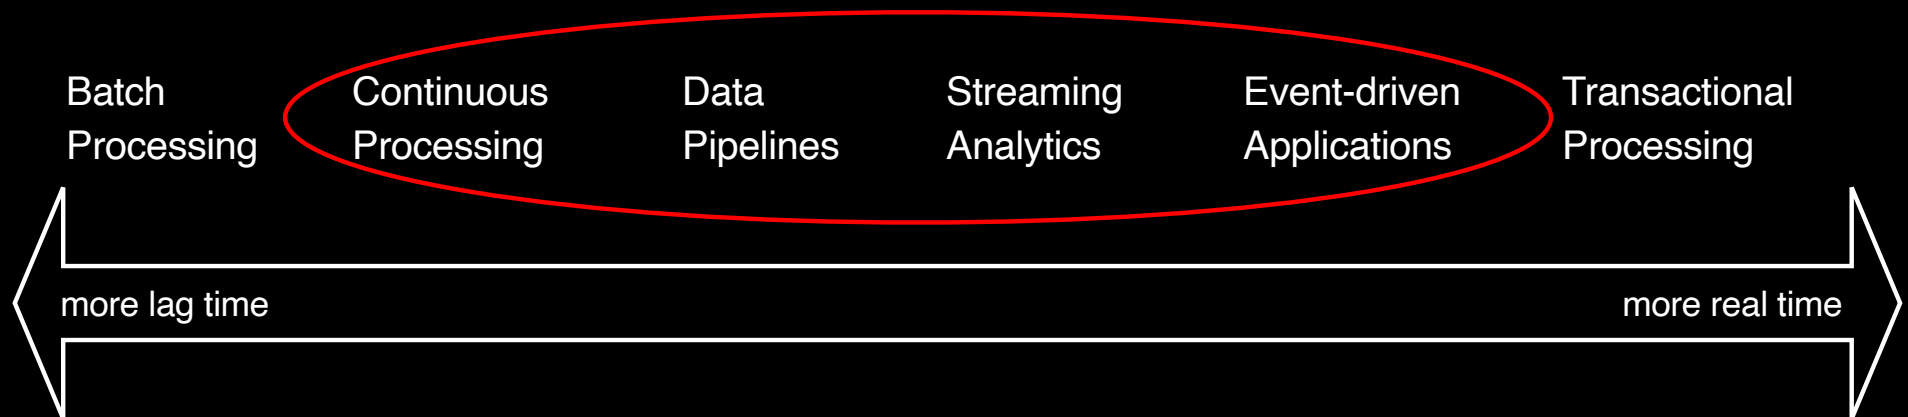 Batch
Processing
Continuous
Processing
Data
Pipelines
Streaming
Analytics
Event-driven
Applications
Transactional
Processing
more lag time
more real time